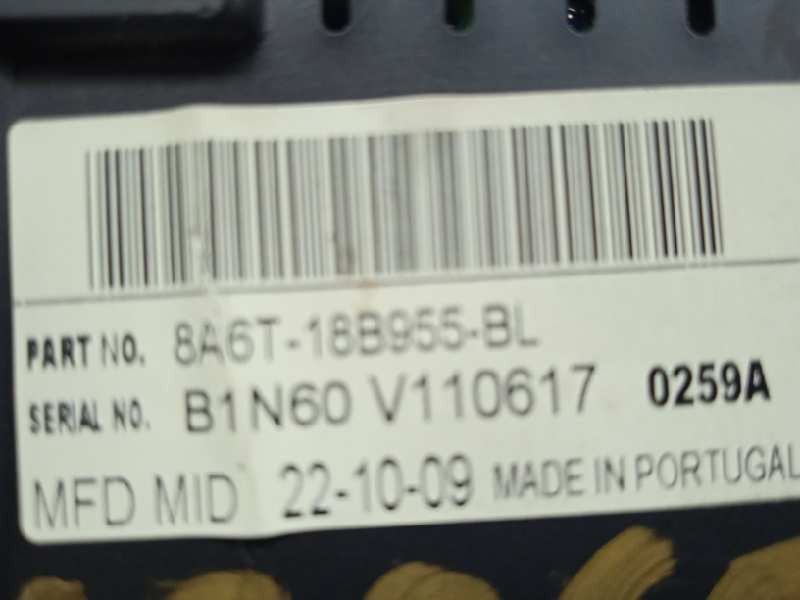 PART NO. 8A6T-18B955-BL
SERIAL NO. B1N60 V110617 0259A
MFD MID 22-10-09 MADE IN PORTUGAL